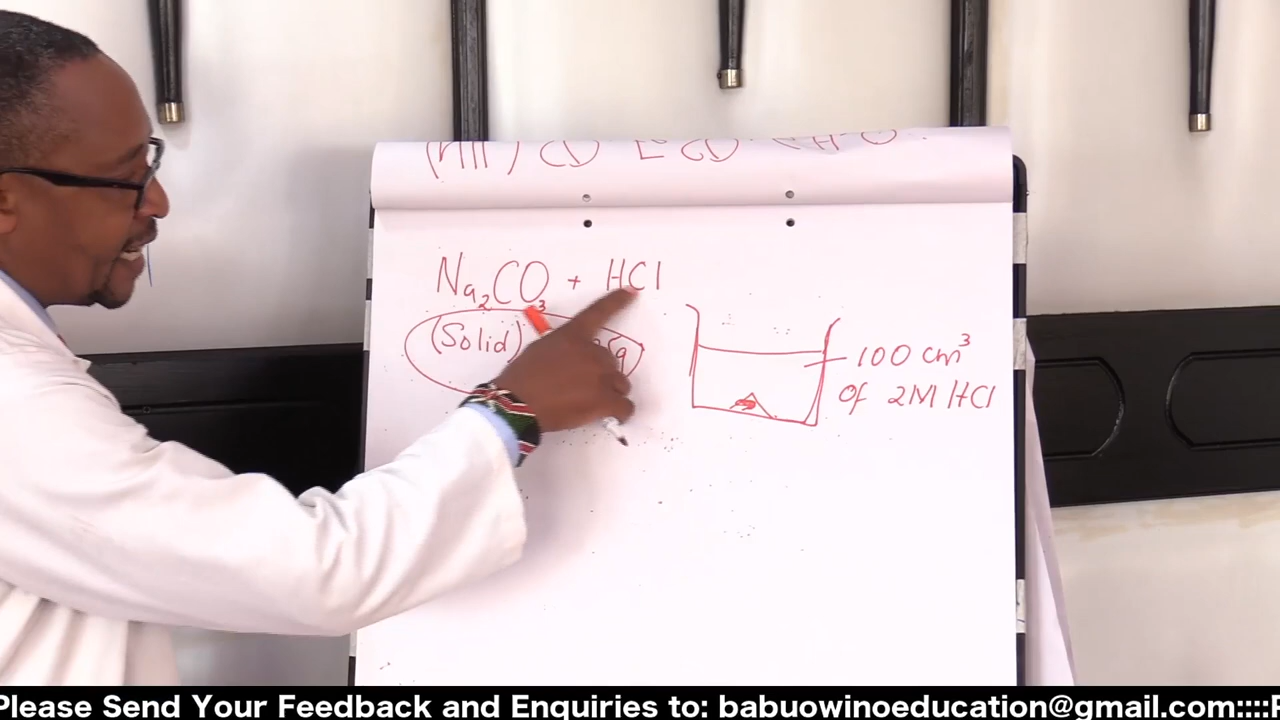 Na₂CO₃ + HCl
(Solid)
100 cm³
of 2M HCl
Please Send Your Feedback and Enquiries to: babuowinoeducation@gmail.com::::